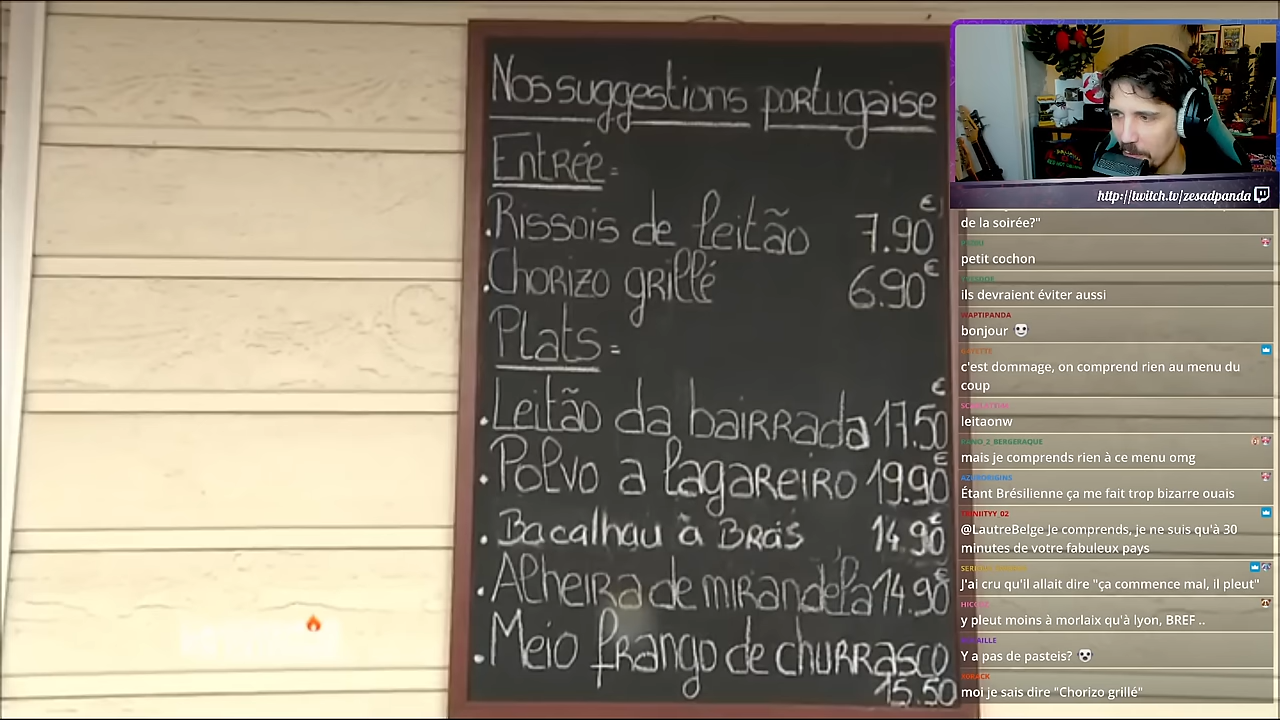 Nos suggestions portugaise
Entrée:
.Rissois de leitão 7.90€
.Chorizo grillé 6.90€
Plats:
.Leitão da bairrada 17.50€
.Polvo a lagareiro 19.90€
.Bacalhau à Brás 14.90€
.Alheira de mirandela 14.90€
.Meio frango de churrasco
15.50
http://twitch.tv/zesadpanda
de la soirée?"
petit cochon
ils devraient éviter aussi
WAPTIPANDA
bonjour
c'est dommage, on comprend rien au menu du
coup
leitaonw
mais je comprends rien à ce menu omg
Étant Brésilienne ça me fait trop bizarre ouais
@LautreBelge Je comprends, je ne suis qu'à 30
minutes de votre fabuleux pays
J'ai cru qu'il allait dire "ça commence mal, il pleut"
y pleut moins à morlaix qu'à lyon, BREF ..
Y a pas de pasteis?
moi je sais dire "Chorizo grillé"